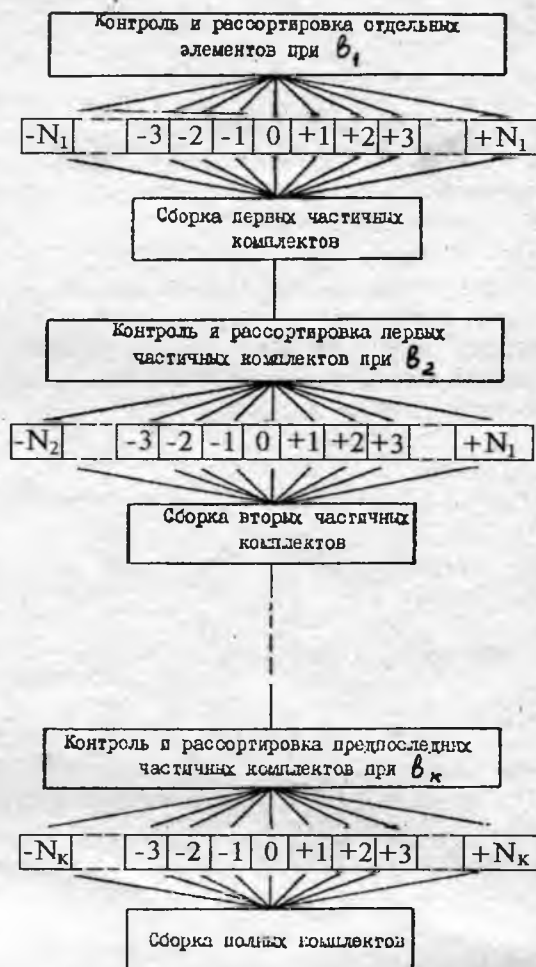 Контроль и рассортировка отдельных
элементов при в₁
-N₁ -3 -2 -1 0 +1 +2 +3 +N₁
Сборка первых частичных
комплектов
Контроль и рассортировка первых
частичных комплектов при в₂
-N₂ -3 -2 -1 0 +1 +2 +3 +N₁
Сборка вторых частичных
комплектов
Контроль и рассортировка предпоследних
частичных комплектов при вₖ
-Nₖ -3 -2 -1 0 +1 +2 +3 +Nₖ
Сборка полных комплектов